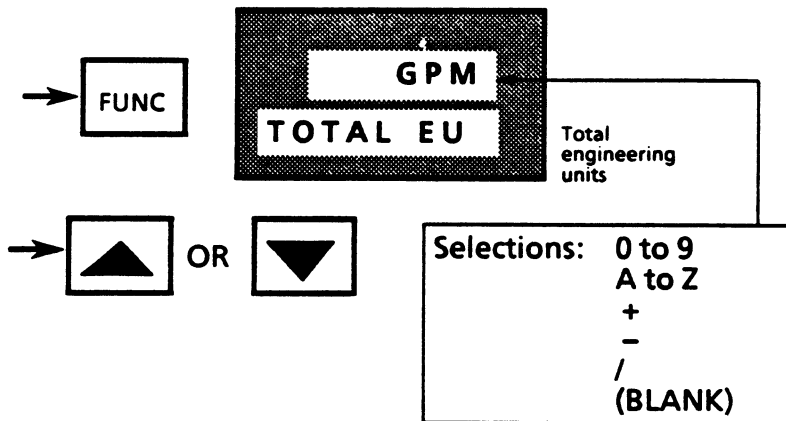 GPM
FUNC
TOTAL EU
Total
engineering
units
OR
Selections: 0 to 9
A to Z
+
–
/
(BLANK)